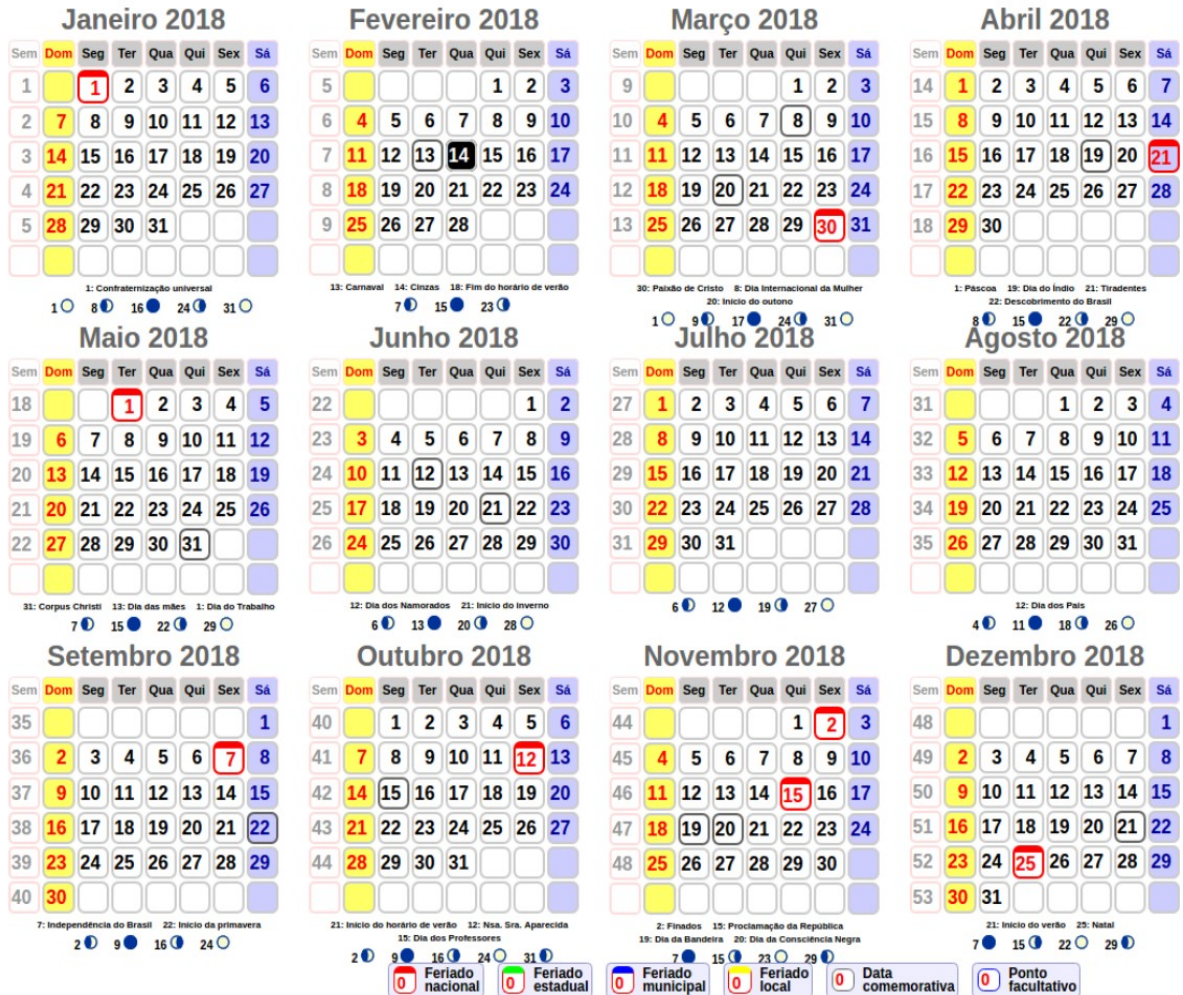 Janeiro 2018
Sem Dom Seg Ter Qua Qui Sex Sá
1 1 2 3 4 5 6
2 7 8 9 10 11 12 13
3 14 15 16 17 18 19 20
4 21 22 23 24 25 26 27
5 28 29 30 31
1: Confraternização universal
1 8 16 24 31
Fevereiro 2018
Sem Dom Seg Ter Qua Qui Sex Sá
5 1 2 3
6 4 5 6 7 8 9 10
7 11 12 13 14 15 16 17
8 18 19 20 21 22 23 24
9 25 26 27 28
13: Carnaval 14: Cinzas 18: Fim do horário de verão
7 15 23
Março 2018
Sem Dom Seg Ter Qua Qui Sex Sá
9 1 2 3
10 4 5 6 7 8 9 10
11 11 12 13 14 15 16 17
12 18 19 20 21 22 23 24
13 25 26 27 28 29 30 31
30: Paixão de Cristo 8: Dia Internacional da Mulher
20: Início do outono
1 9 17 24 31
Abril 2018
Sem Dom Seg Ter Qua Qui Sex Sá
14 1 2 3 4 5 6 7
15 8 9 10 11 12 13 14
16 15 16 17 18 19 20 21
17 22 23 24 25 26 27 28
18 29 30
1: Páscoa 19: Dia do Índio 21: Tiradentes
22: Descobrimento do Brasil
8 15 22 29
Maio 2018
Sem Dom Seg Ter Qua Qui Sex Sá
18 1 2 3 4 5
19 6 7 8 9 10 11 12
20 13 14 15 16 17 18 19
21 20 21 22 23 24 25 26
22 27 28 29 30 31
31: Corpus Christi 13: Dia das mães 1: Dia do Trabalho
7 15 22 29
Junho 2018
Sem Dom Seg Ter Qua Qui Sex Sá
22 1 2
23 3 4 5 6 7 8 9
24 10 11 12 13 14 15 16
25 17 18 19 20 21 22 23
26 24 25 26 27 28 29 30
12: Dia dos Namorados 21: Início do inverno
6 13 20 28
Julho 2018
Sem Dom Seg Ter Qua Qui Sex Sá
27 1 2 3 4 5 6 7
28 8 9 10 11 12 13 14
29 15 16 17 18 19 20 21
30 22 23 24 25 26 27 28
31 29 30 31
6 12 19 27
Agosto 2018
Sem Dom Seg Ter Qua Qui Sex Sá
31 1 2 3 4
32 5 6 7 8 9 10 11
33 12 13 14 15 16 17 18
34 19 20 21 22 23 24 25
35 26 27 28 29 30 31
12: Dia dos Pais
4 11 18 26
Setembro 2018
Sem Dom Seg Ter Qua Qui Sex Sá
35 1
36 2 3 4 5 6 7 8
37 9 10 11 12 13 14 15
38 16 17 18 19 20 21 22
39 23 24 25 26 27 28 29
40 30
7: Independência do Brasil 22: Início da primavera
2 9 16 24
Outubro 2018
Sem Dom Seg Ter Qua Qui Sex Sá
40 1 2 3 4 5 6
41 7 8 9 10 11 12 13
42 14 15 16 17 18 19 20
43 21 22 23 24 25 26 27
44 28 29 30 31
21: Início do horário de verão 12: Nsa. Sra. Aparecida
15: Dia dos Professores
2 9 16 24 31
Novembro 2018
Sem Dom Seg Ter Qua Qui Sex Sá
44 1 2 3
45 4 5 6 7 8 9 10
46 11 12 13 14 15 16 17
47 18 19 20 21 22 23 24
48 25 26 27 28 29 30
2: Finados 15: Proclamação da República
19: Dia da Bandeira 20: Dia da Consciência Negra
7 15 23 29
Dezembro 2018
Sem Dom Seg Ter Qua Qui Sex Sá
48 1
49 2 3 4 5 6 7 8
50 9 10 11 12 13 14 15
51 16 17 18 19 20 21 22
52 23 24 25 26 27 28 29
53 30 31
21: Início do verão 25: Natal
7 15 22 29
0 Feriado nacional
0 Feriado estadual
0 Feriado municipal
0 Feriado local
0 Data comemorativa
0 Ponto facultativo